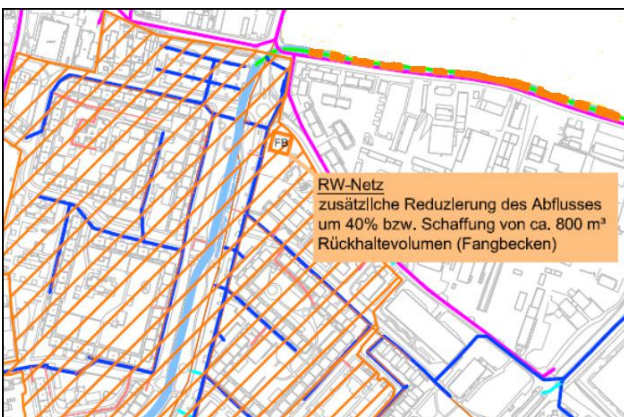 FB
RW-Netz
zusätzliche Reduzierung des Abflusses
um 40% bzw. Schaffung von ca. 800 m³
Rückhaltevolumen (Fangbecken)